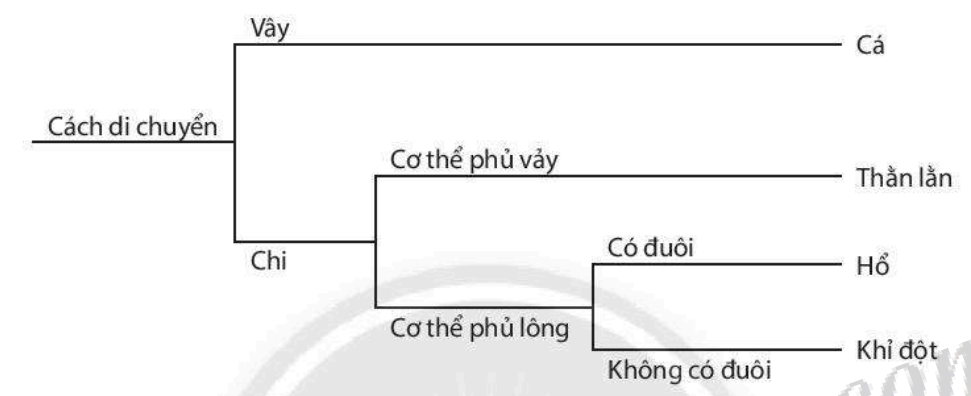 Vây
Cá
Cách di chuyển
Cơ thể phủ vảy
Thằn lằn
Chi
Có đuôi
Hổ
Cơ thể phủ lông
Khỉ đột
Không có đuôi
com